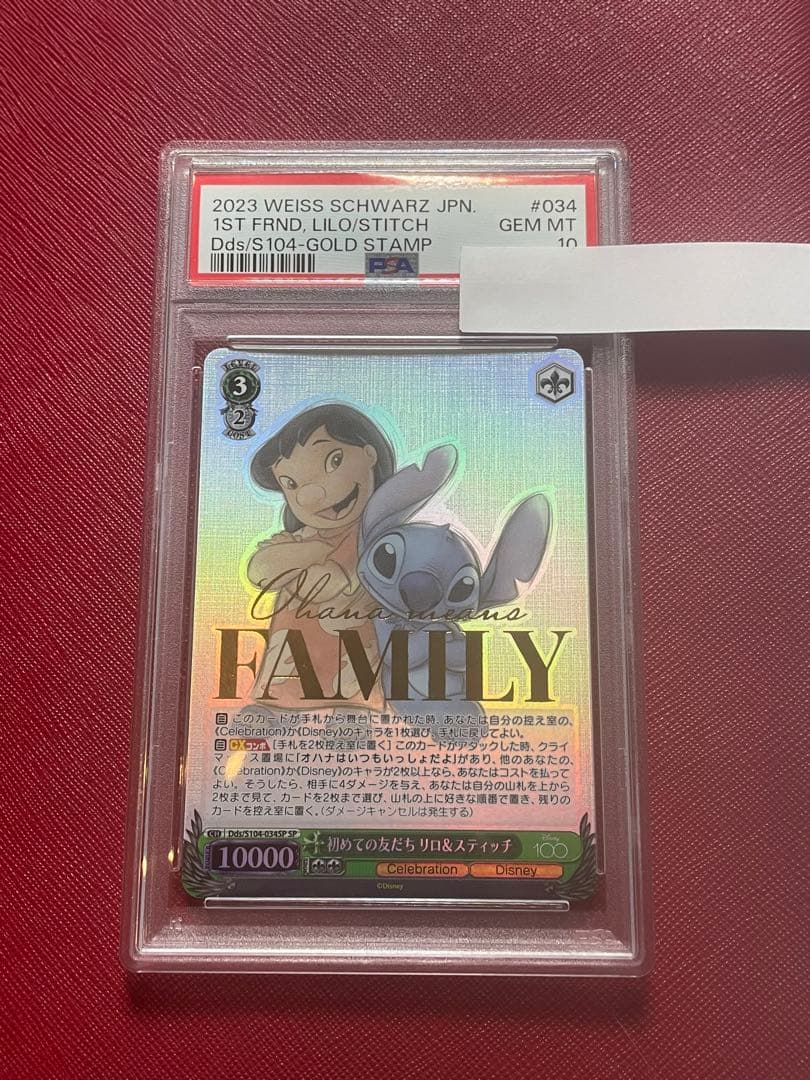 2023 WEISS SCHWARZ JPN. #034
1ST FRND, LILO/STITCH GEM MT
Dds/S104-GOLD STAMP 10
PSA
LEVEL
3
2
COST
Ohana means
FAMILY
このカードが手札から舞台に置かれた時、あなたは自分の控え室の、
《Celebration》か《Disney》のキャラを1枚選び、手札に戻してよい。
CXコンボ [手札を2枚控え室に置く] このカードがアタックした時、クライ
マックス置場に「オハナはいつもいっしょだよ」があり、他のあなたの、
《Celebration》か《Disney》のキャラが2枚以上なら、あなたはコストを払って
よい。そうしたら、相手に4ダメージを与え、あなたは自分の山札を上から
2枚まで見て、カードを2枚まで選び、山札の上に好きな順番で置き、残りの
カードを控え室に置く。(ダメージキャンセルは発生する)
CH Dds/S104-034SP SP
10000 初めての友だち リロ&スティッチ Disney 100
Celebration Disney
©Disney